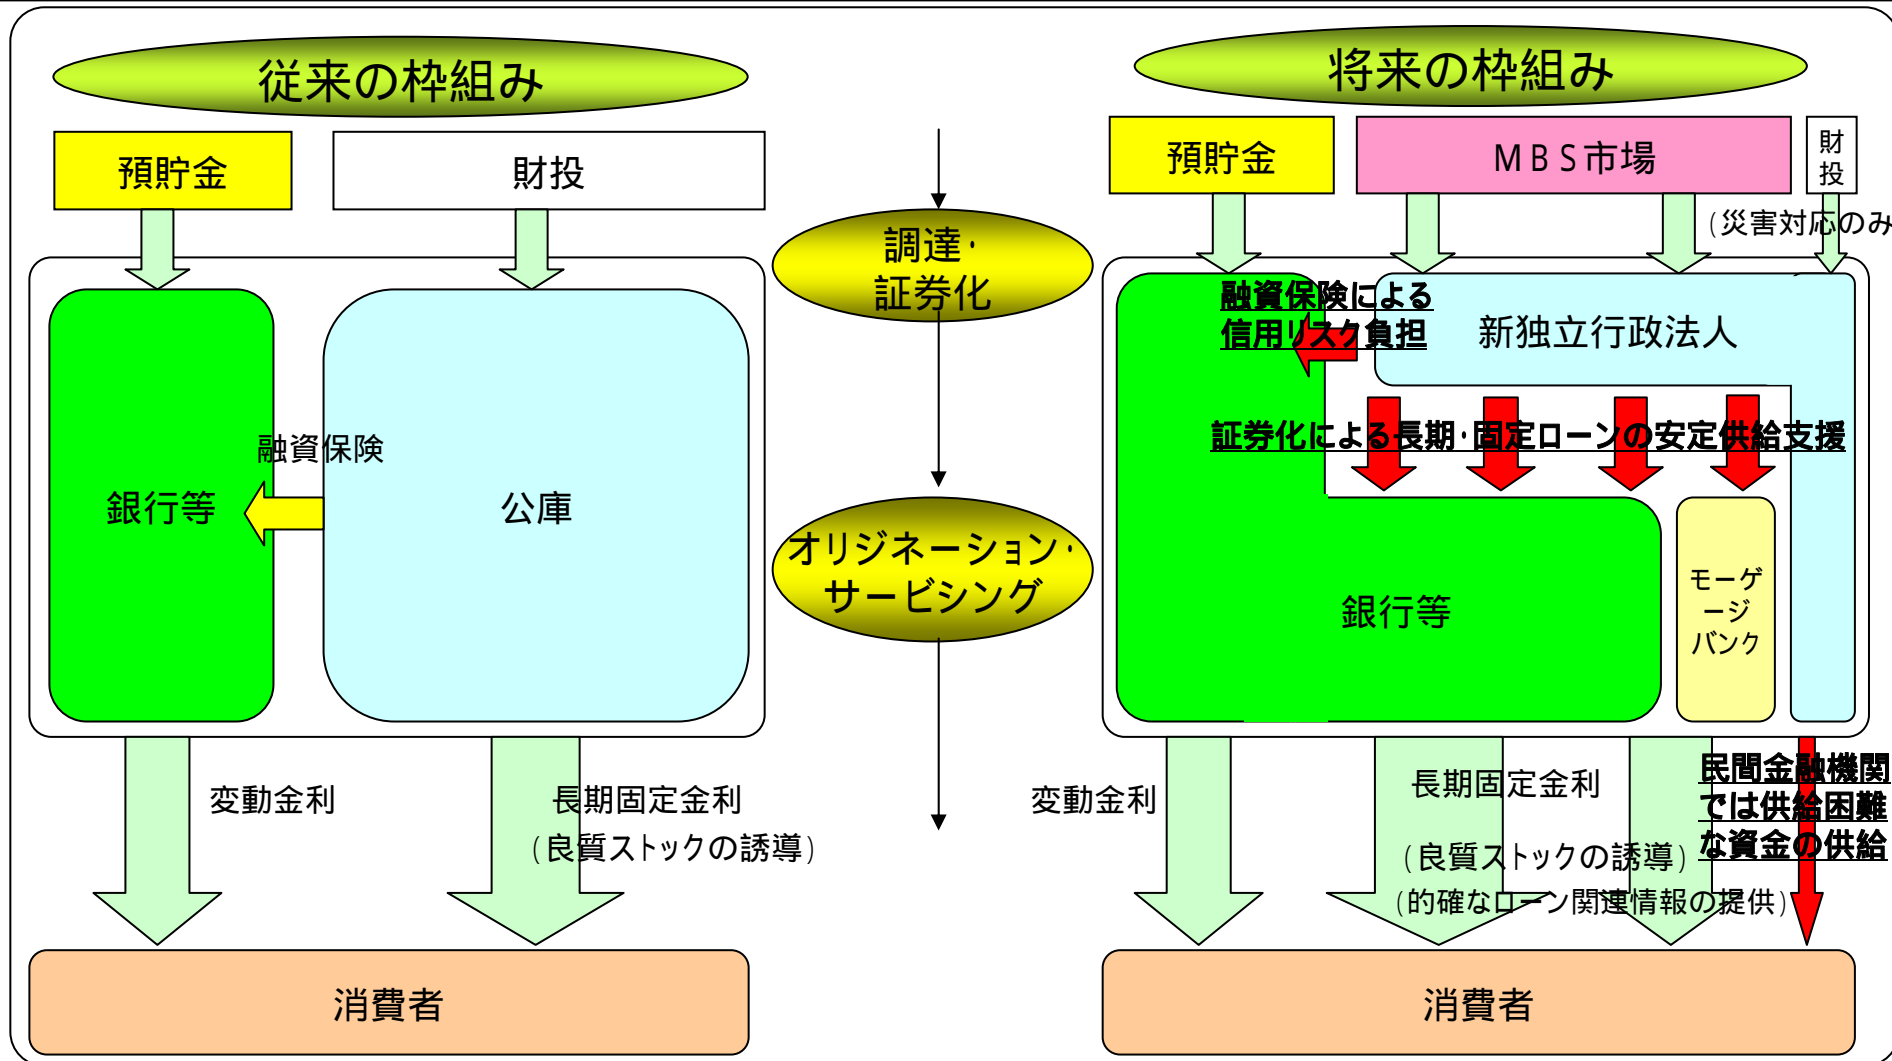 従来の枠組み
預貯金
財投
融資保険
銀行等
公庫
変動金利
長期固定金利
(良質ストックの誘導)
消費者
調達・
証券化
オリジネーション・
サービシング
将来の枠組み
預貯金
MBS市場
財
投
(災害対応のみ
融資保険による
信用リスク負担
新独立行政法人
証券化による長期・固定ローンの安定供給支援
銀行等
モーゲ
ージ
バンク
変動金利
長期固定金利
(良質ストックの誘導)
(的確なローン関連情報の提供)
民間金融機関
では供給困難
な資金の供給
消費者